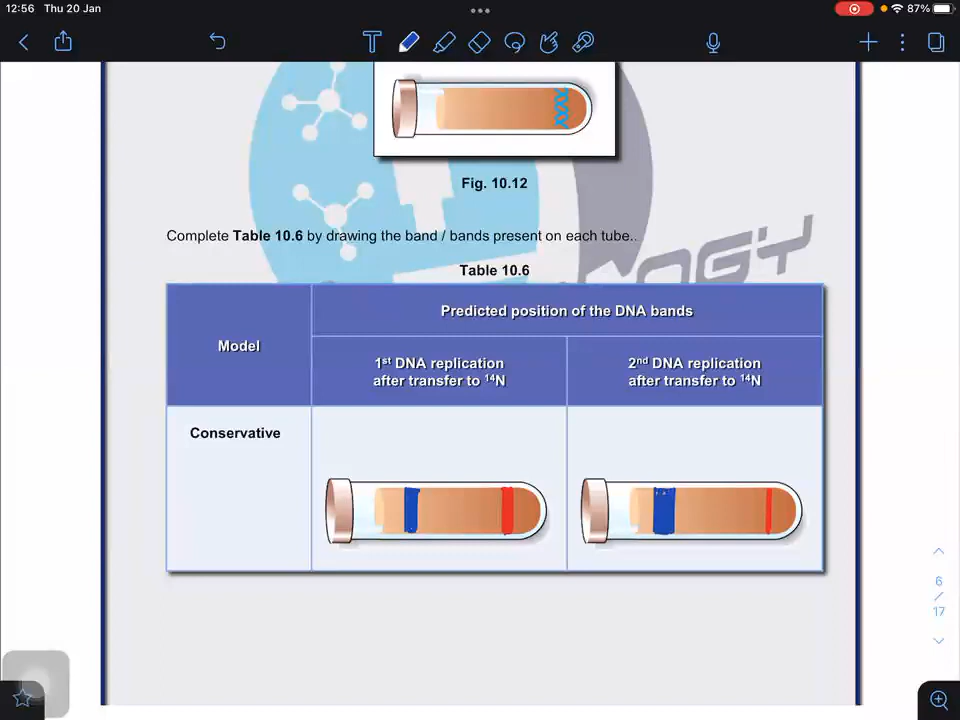 12:56 Thu 20 Jan
87%
T
Fig. 10.12
Complete Table 10.6 by drawing the band / bands present on each tube..
OGY
Table 10.6
Model
Predicted position of the DNA bands
1st DNA replication
after transfer to 14N
2nd DNA replication
after transfer to 14N
Conservative
6
/
17